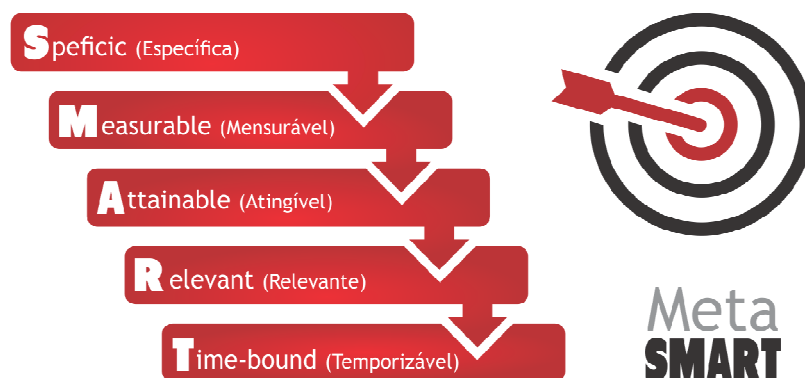 Speficic (Específica)
Measurable (Mensurável)
Attainable (Atingível)
Relevant (Relevante)
Time-bound (Temporizável)
Meta
SMART